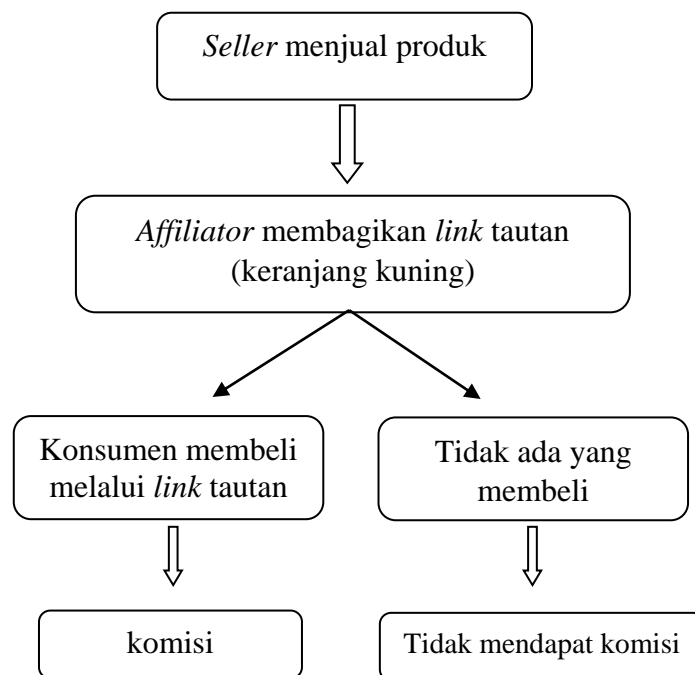 Seller menjual produk
Affiliator membagikan link tautan
(keranjang kuning)
Konsumen membeli
melalui link tautan
Tidak ada yang
membeli
komisi
Tidak mendapat komisi